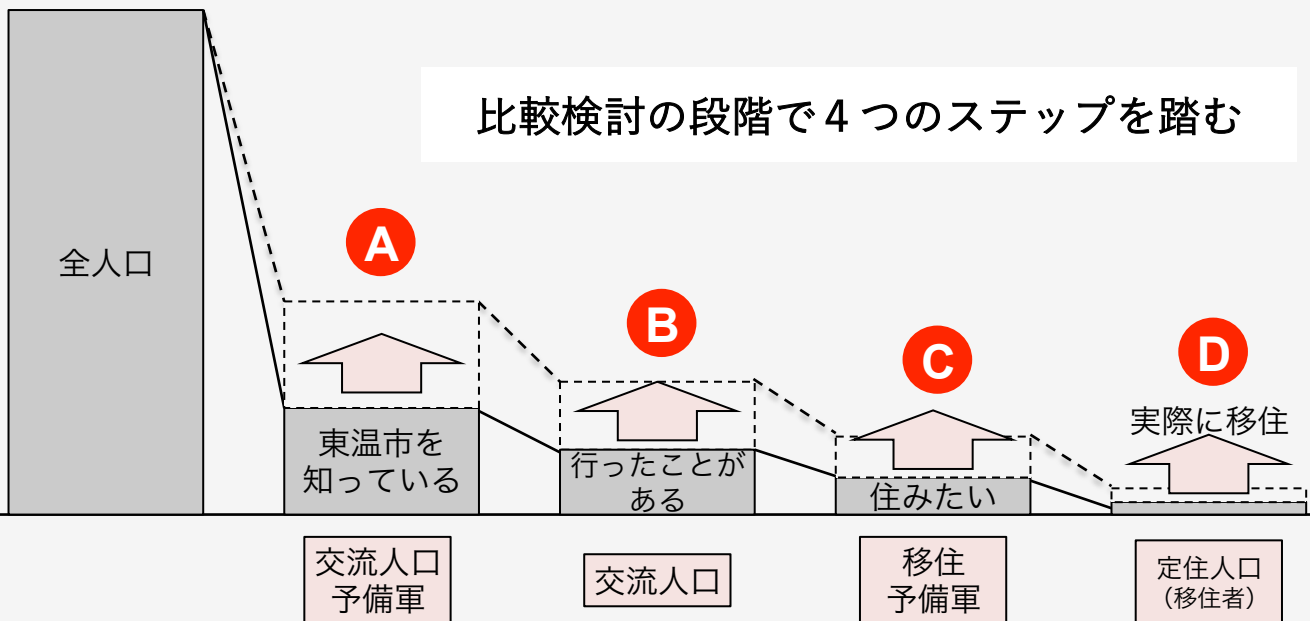 比較検討の段階で４つのステップを踏む
全人口
A
東温市を
知っている
B
行ったことが
ある
C
住みたい
D
実際に移住
交流人口
予備軍
交流人口
移住
予備軍
定住人口
（移住者）